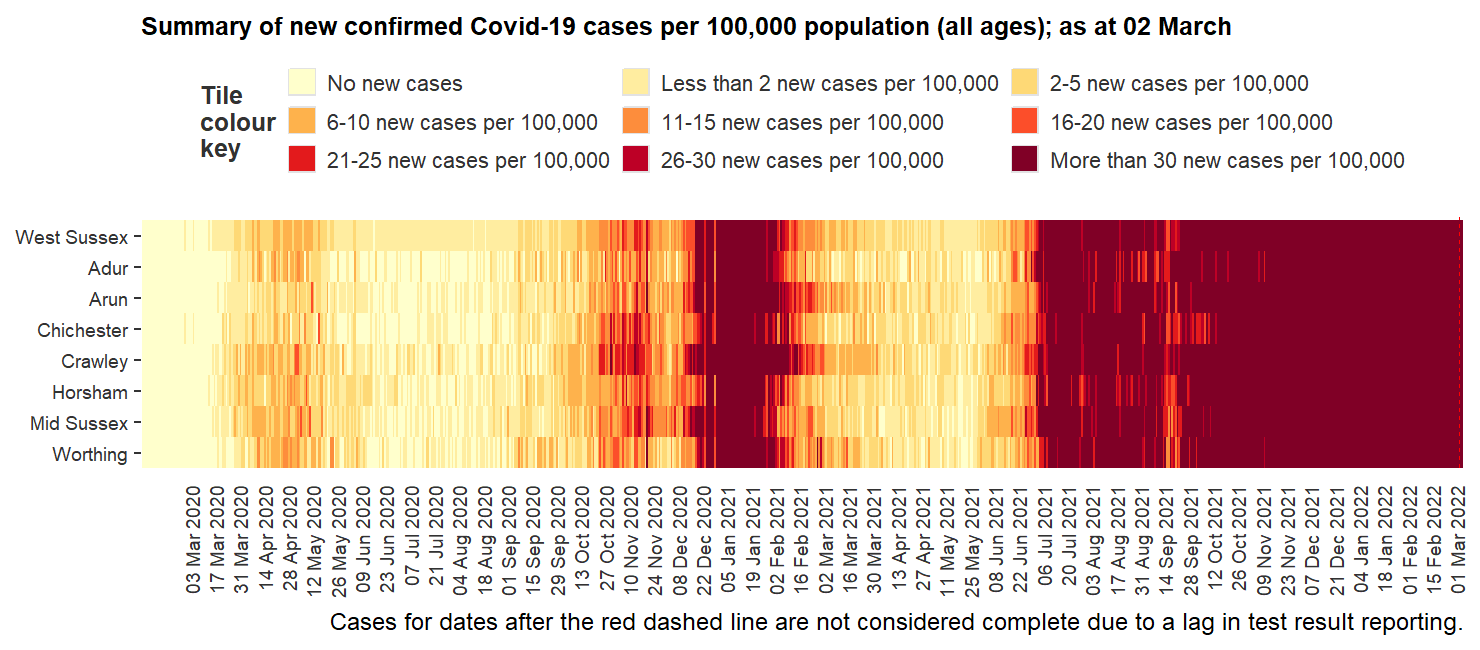 Summary of new confirmed Covid-19 cases per 100,000 population (all ages); as at 02 March
Tile
colour
key
No new cases
Less than 2 new cases per 100,000
2-5 new cases per 100,000
6-10 new cases per 100,000
11-15 new cases per 100,000
16-20 new cases per 100,000
21-25 new cases per 100,000
26-30 new cases per 100,000
More than 30 new cases per 100,000
West Sussex
Adur
Arun
Chichester
Crawley
Horsham
Mid Sussex
Worthing
03 Mar 2020
17 Mar 2020
31 Mar 2020
14 Apr 2020
28 Apr 2020
12 May 2020
26 May 2020
09 Jun 2020
23 Jun 2020
07 Jul 2020
21 Jul 2020
04 Aug 2020
18 Aug 2020
01 Sep 2020
15 Sep 2020
29 Sep 2020
13 Oct 2020
27 Oct 2020
10 Nov 2020
24 Nov 2020
08 Dec 2020
22 Dec 2020
05 Jan 2021
19 Jan 2021
02 Feb 2021
16 Feb 2021
02 Mar 2021
16 Mar 2021
30 Mar 2021
13 Apr 2021
27 Apr 2021
11 May 2021
25 May 2021
08 Jun 2021
22 Jun 2021
06 Jul 2021
20 Jul 2021
03 Aug 2021
17 Aug 2021
31 Aug 2021
14 Sep 2021
28 Sep 2021
12 Oct 2021
26 Oct 2021
09 Nov 2021
23 Nov 2021
07 Dec 2021
21 Dec 2021
04 Jan 2022
18 Jan 2022
01 Feb 2022
15 Feb 2022
01 Mar 2022
Cases for dates after the red dashed line are not considered complete due to a lag in test result reporting.